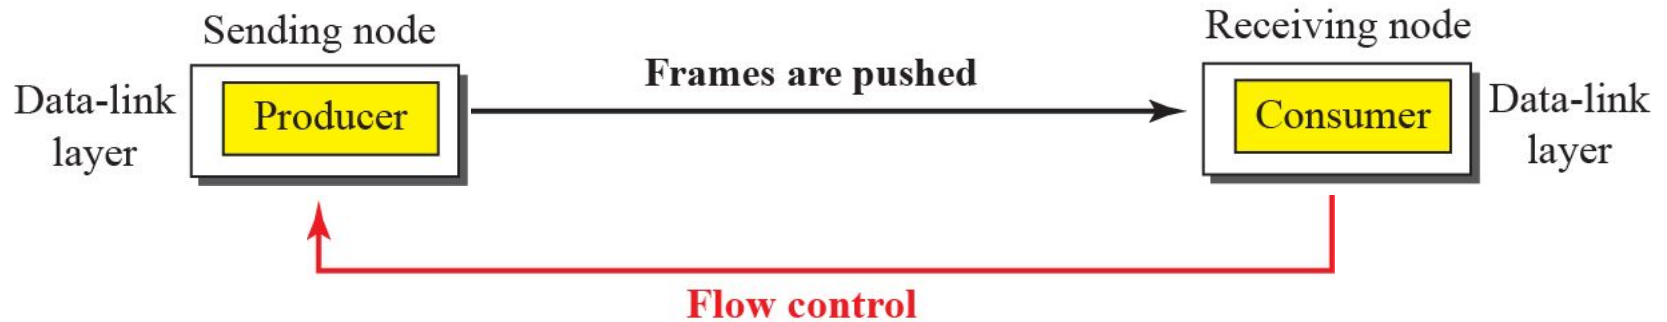 Sending node
Receiving node
Data-link
layer
Producer
Frames are pushed
Consumer
Data-link
layer
Flow control